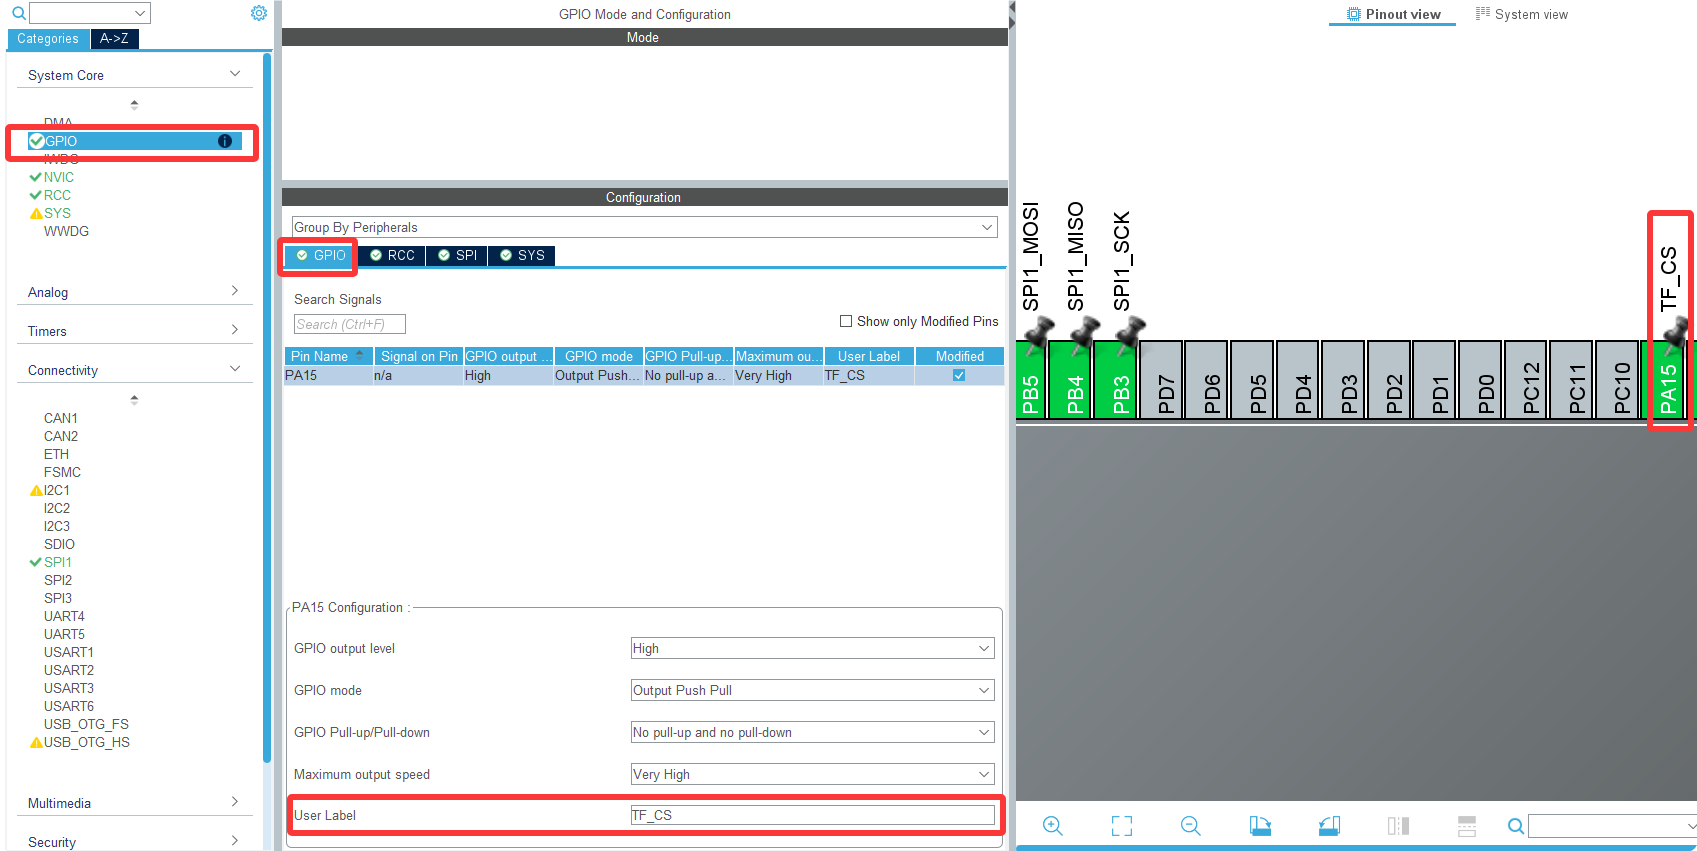 Categories
A->Z
System Core
DMA
GPIO
IWDG
NVIC
RCC
SYS
WWDG
Analog
Timers
Connectivity
CAN1
CAN2
ETH
FSMC
I2C1
I2C2
I2C3
SDIO
SPI1
SPI2
SPI3
UART4
UART5
USART1
USART2
USART3
USART6
USB_OTG_FS
USB_OTG_HS
Multimedia
Security
GPIO Mode and Configuration
Mode
Configuration
Group By Peripherals
GPIO RCC SPI SYS
Search Signals
Search (Ctrl+F)
Show only Modified Pins
Pin Name Signal on Pin GPIO output ... GPIO mode GPIO Pull-up... Maximum ou... User Label Modified
PA15 n/a High Output Push... No pull-up a... Very High TF_CS
PA15 Configuration :
GPIO output level High
GPIO mode Output Push Pull
GPIO Pull-up/Pull-down No pull-up and no pull-down
Maximum output speed Very High
User Label TF_CS
Pinout view System view
SPI1_MOSI
SPI1_MISO
SPI1_SCK
TF_CS
PB5
PB4
PB3
PD7
PD6
PD5
PD4
PD3
PD2
PD1
PD0
PC12
PC11
PC10
PA15